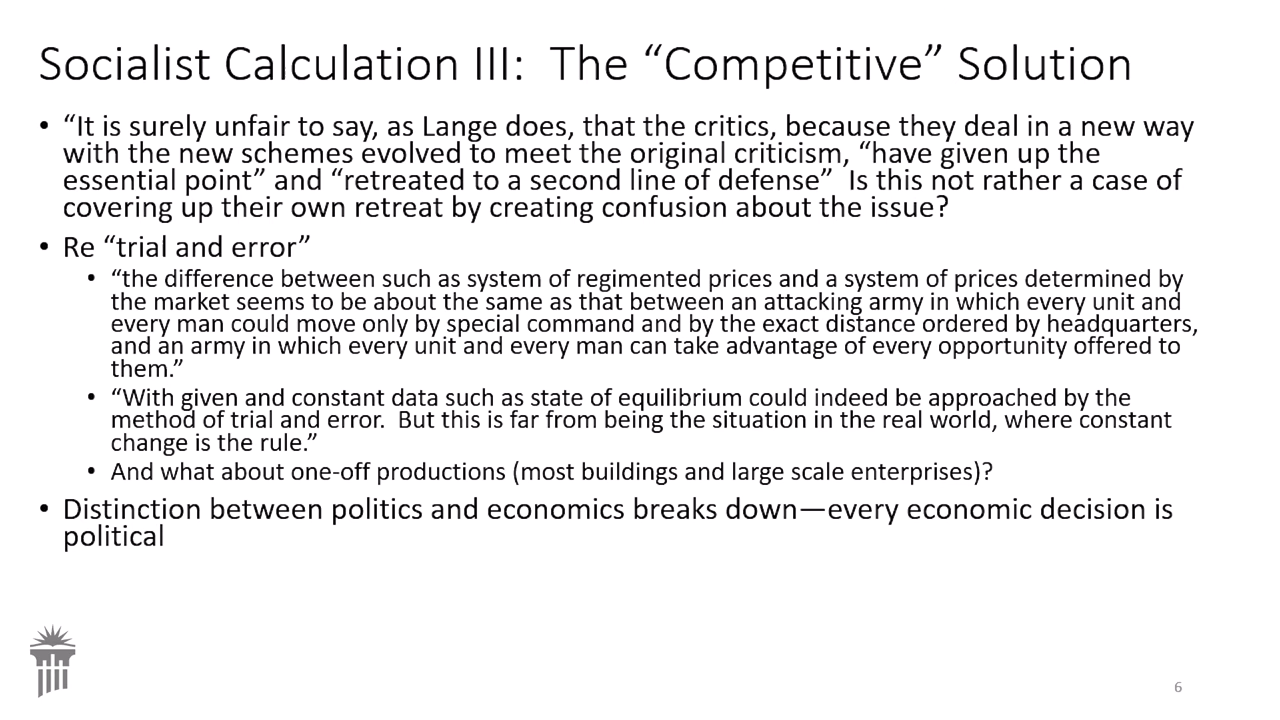 Socialist Calculation III:  The “Competitive” Solution
• “It is surely unfair to say, as Lange does, that the critics, because they deal in a new way
with the new schemes evolved to meet the original criticism, “have given up the
essential point” and “retreated to a second line of defense”  Is this not rather a case of
covering up their own retreat by creating confusion about the issue?
• Re “trial and error”
• “the difference between such as system of regimented prices and a system of prices determined by
the market seems to be about the same as that between an attacking army in which every unit and
every man could move only by special command and by the exact distance ordered by headquarters,
and an army in which every unit and every man can take advantage of every opportunity offered to
them.”
• “With given and constant data such as state of equilibrium could indeed be approached by the
method of trial and error.  But this is far from being the situation in the real world, where constant
change is the rule.”
• And what about one-off productions (most buildings and large scale enterprises)?
• Distinction between politics and economics breaks down—every economic decision is
political
6